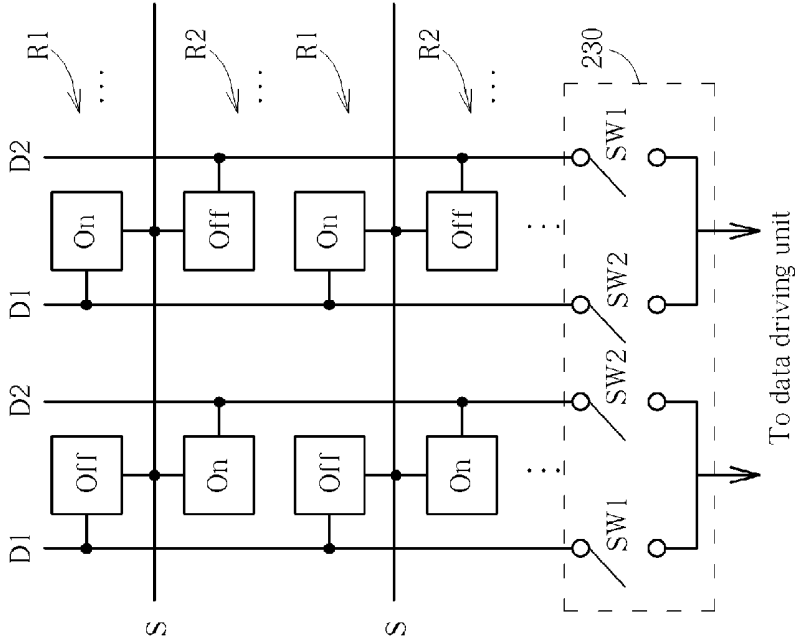 R1
...
R2
...
R1
R2
...
D1
D2
D1
D2
Off
On
On
Off
Off
On
On
Off
S
S
...
...
230
SW1
SW2
SW2
SW1
To data driving unit